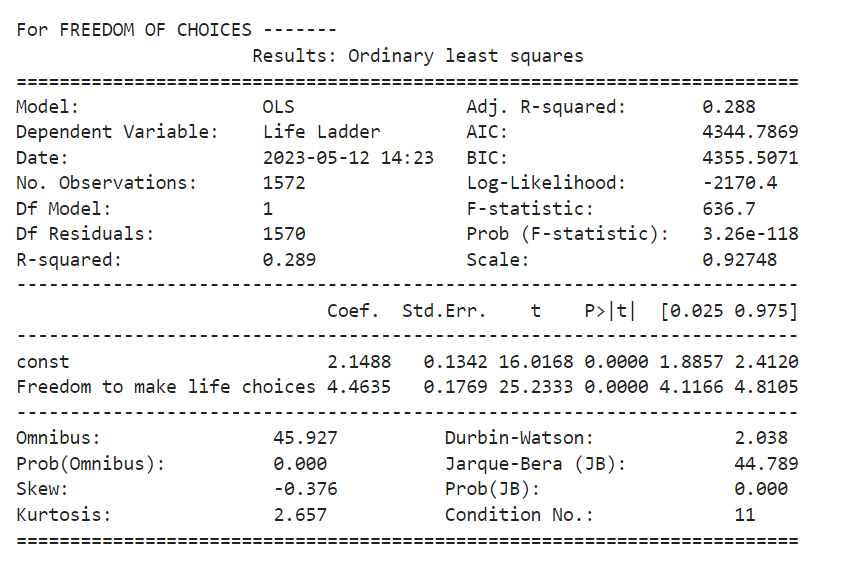 For FREEDOM OF CHOICES -------
Results: Ordinary least squares
=========================================================================
Model: OLS Adj. R-squared: 0.288
Dependent Variable: Life Ladder AIC: 4344.7869
Date: 2023-05-12 14:23 BIC: 4355.5071
No. Observations: 1572 Log-Likelihood: -2170.4
Df Model: 1 F-statistic: 636.7
Df Residuals: 1570 Prob (F-statistic): 3.26e-118
R-squared: 0.289 Scale: 0.92748
-------------------------------------------------------------------------
Coef. Std.Err. t P>|t| [0.025 0.975]
-------------------------------------------------------------------------
const 2.1488 0.1342 16.0168 0.0000 1.8857 2.4120
Freedom to make life choices 4.4635 0.1769 25.2333 0.0000 4.1166 4.8105
-------------------------------------------------------------------------
Omnibus: 45.927 Durbin-Watson: 2.038
Prob(Omnibus): 0.000 Jarque-Bera (JB): 44.789
Skew: -0.376 Prob(JB): 0.000
Kurtosis: 2.657 Condition No.: 11
=========================================================================